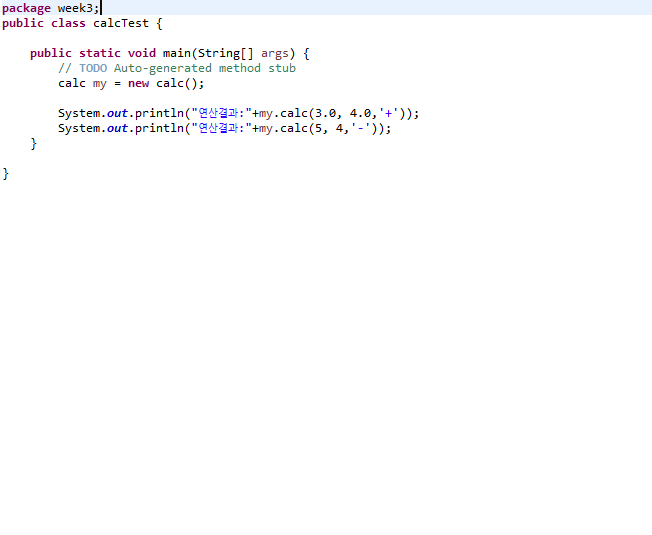 package week3;
public class calcTest {
public static void main(String[] args) {
// TODO Auto-generated method stub
calc my = new calc();
System.out.println("연산결과:"+my.calc(3.0, 4.0,'+'));
System.out.println("연산결과:"+my.calc(5, 4,'-'));
}
}